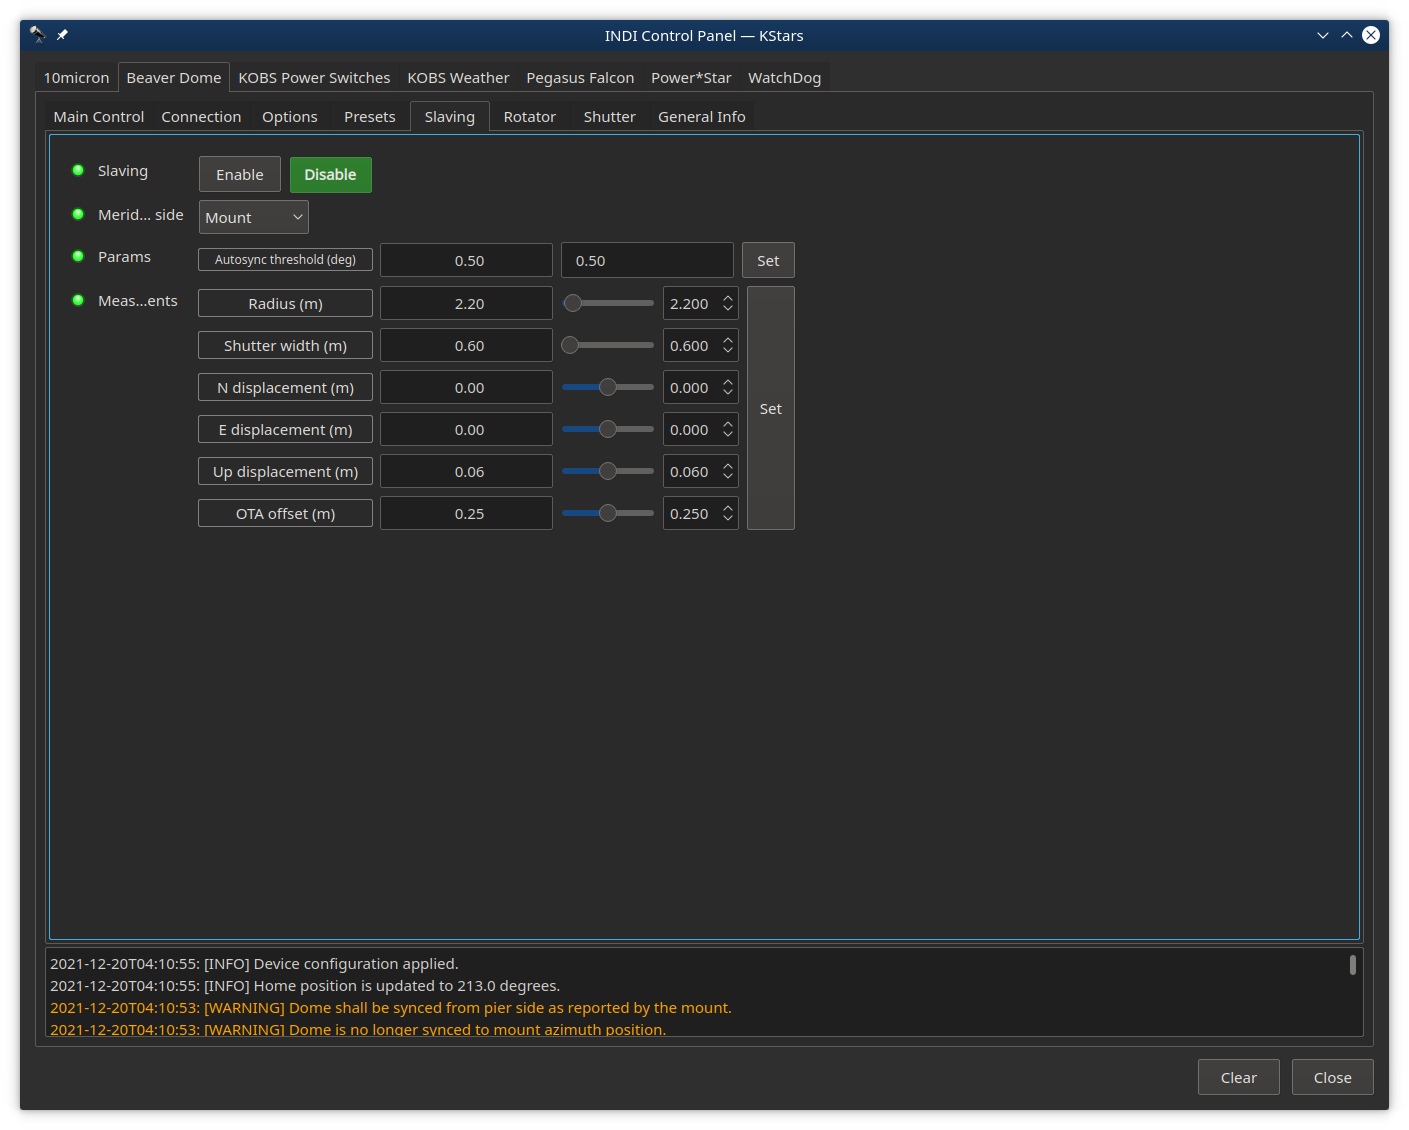 INDI Control Panel — KStars
10micron Beaver Dome KOBS Power Switches KOBS Weather Pegasus Falcon Power*Star WatchDog
Main Control Connection Options Presets Slaving Rotator Shutter General Info
Slaving Enable Disable
Merid... side Mount
Params Autosync threshold (deg) 0.50 0.50 Set
Meas...ents Radius (m) 2.20 2.200
Shutter width (m) 0.60 0.600
N displacement (m) 0.00 0.000
Set
E displacement (m) 0.00 0.000
Up displacement (m) 0.06 0.060
OTA offset (m) 0.25 0.250
2021-12-20T04:10:55: [INFO] Device configuration applied.
2021-12-20T04:10:55: [INFO] Home position is updated to 213.0 degrees.
2021-12-20T04:10:53: [WARNING] Dome shall be synced from pier side as reported by the mount.
2021-12-20T04:10:53: [WARNING] Dome is no longer synced to mount azimuth position.
Clear Close